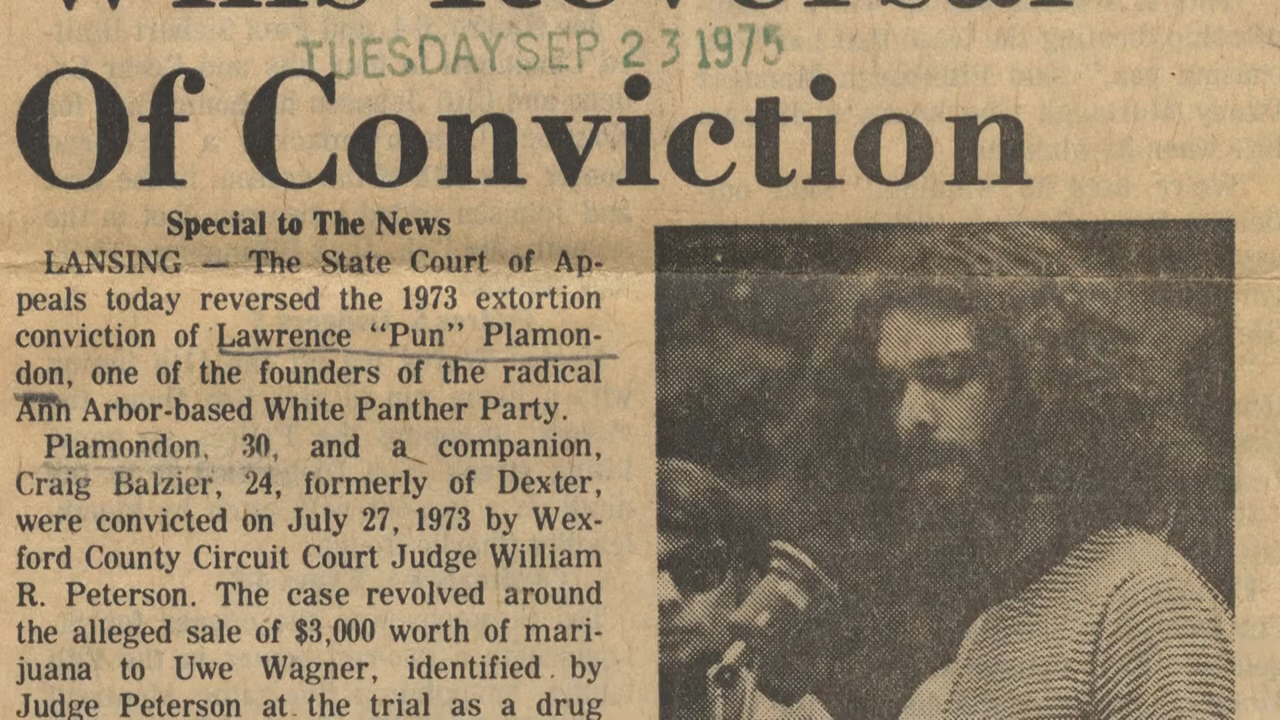 Wins Reversal
TUESDAY SEP 23 1975
Of Conviction
Special to The News
LANSING — The State Court of Ap-
peals today reversed the 1973 extortion
conviction of Lawrence “Pun” Plamon-
don, one of the founders of the radical
Ann Arbor-based White Panther Party.
Plamondon, 30, and a companion,
Craig Balzier, 24, formerly of Dexter,
were convicted on July 27, 1973 by Wex-
ford County Circuit Court Judge William
R. Peterson. The case revolved around
the alleged sale of $3,000 worth of mari-
juana to Uwe Wagner, identified by
Judge Peterson at the trial as a drug